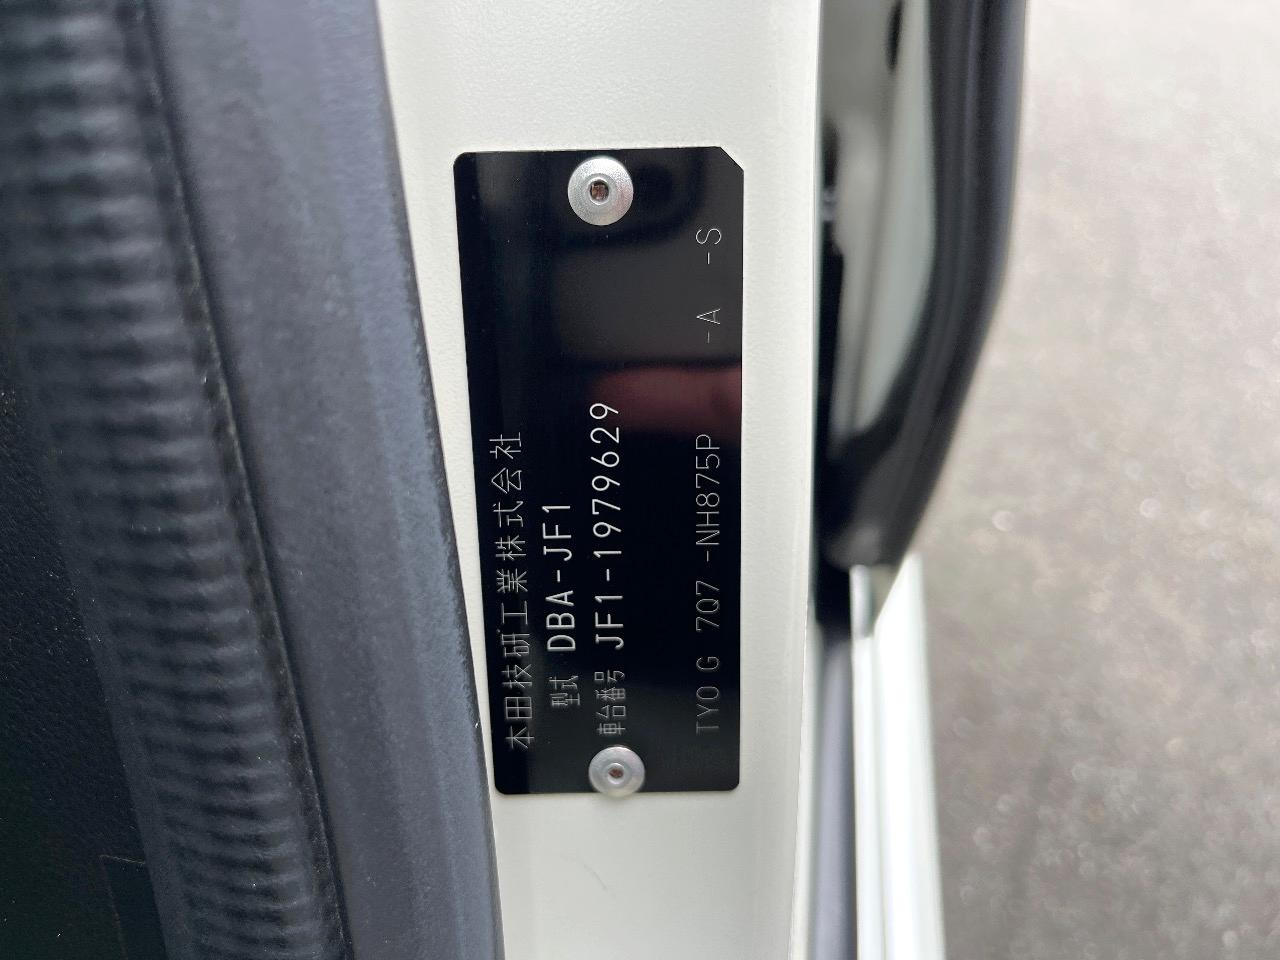 本田技研工業株式会社
型式 DBA-JF1
車台番号 JF1-1979629
TY0 G 7Q7 -NH875P -A -S